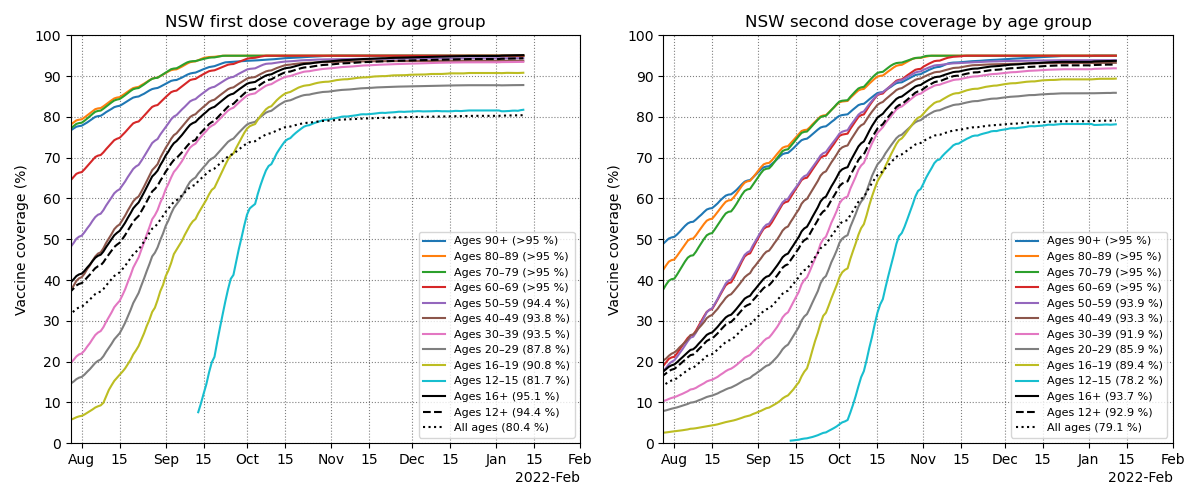 NSW first dose coverage by age group
Vaccine coverage (%)
100
90
80
70
60
50
40
30
20
10
0
Ages 90+ (>95 %)
Ages 80–89 (>95 %)
Ages 70–79 (>95 %)
Ages 60–69 (>95 %)
Ages 50–59 (94.4 %)
Ages 40–49 (93.8 %)
Ages 30–39 (93.5 %)
Ages 20–29 (87.8 %)
Ages 16–19 (90.8 %)
Ages 12–15 (81.7 %)
Ages 16+ (95.1 %)
Ages 12+ (94.4 %)
All ages (80.4 %)
Aug 15 Sep 15 Oct 15 Nov 15 Dec 15 Jan 15 Feb
2022-Feb
NSW second dose coverage by age group
Vaccine coverage (%)
100
90
80
70
60
50
40
30
20
10
0
Ages 90+ (>95 %)
Ages 80–89 (>95 %)
Ages 70–79 (>95 %)
Ages 60–69 (>95 %)
Ages 50–59 (93.9 %)
Ages 40–49 (93.3 %)
Ages 30–39 (91.9 %)
Ages 20–29 (85.9 %)
Ages 16–19 (89.4 %)
Ages 12–15 (78.2 %)
Ages 16+ (93.7 %)
Ages 12+ (92.9 %)
All ages (79.1 %)
Aug 15 Sep 15 Oct 15 Nov 15 Dec 15 Jan 15 Feb
2022-Feb